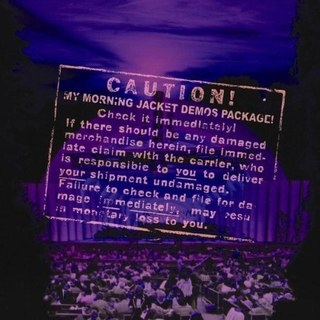 CAUTION!
MY MORNING JACKET DEMOS PACKAGE!
Check it immediately!
If there should be any damaged
merchandise herein, file immed-
iate claim with the carrier, who
is responsible to you to deliver
your shipment undamaged.
Failure to check and file for da-
mage immediately, may resu
in monetary loss to you.